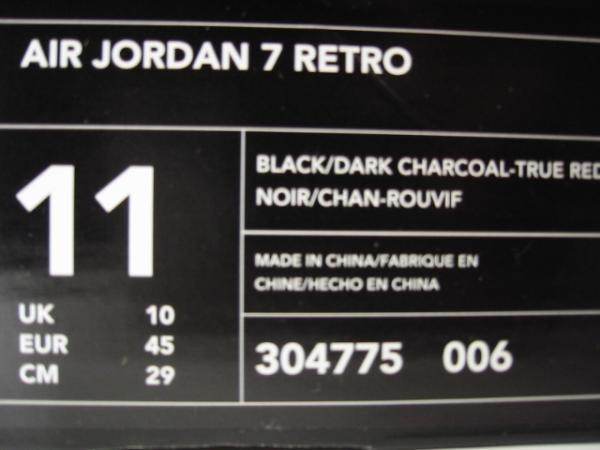 AIR JORDAN 7 RETRO
11
UK 10
EUR 45
CM 29
BLACK/DARK CHARCOAL-TRUE RED
NOIR/CHAN-ROUVIF
MADE IN CHINA/FABRIQUE EN
CHINE/HECHO EN CHINA
304775 006